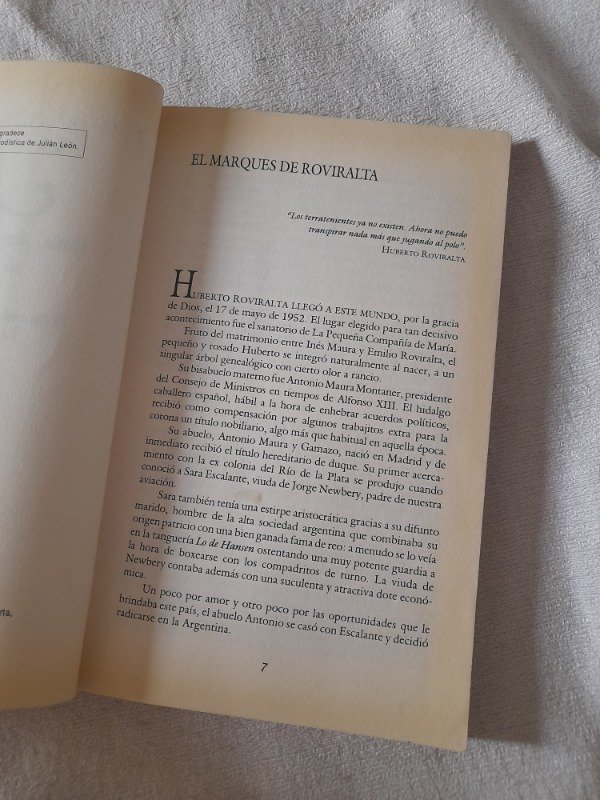 gradece
odística de Julián León.
rta,
EL MARQUES DE ROVIRALTA
"Los terratenientes ya no existen. Ahora no puedo
transpirar nada más que jugando al polo".
HUBERTO ROVIRALTA
HUBERTO ROVIRALTA LLEGÓ A ESTE MUNDO, por la gracia
de Dios, el 17 de mayo de 1952. El lugar elegido para tan decisivo
acontecimiento fue el sanatorio de La Pequeña Compañía de María.
Fruto del matrimonio entre Inés Maura y Emilio Roviralta, el
pequeño y rosado Huberto se integró naturalmente al nacer, a un
singular árbol genealógico con cierto olor a rancio.
Su bisabuelo materno fue Antonio Maura Montaner, presidente
del Consejo de Ministros en tiempos de Alfonso XIII. El hidalgo
caballero español, hábil a la hora de enhebrar acuerdos políticos,
recibió como compensación por algunos trabajitos extra para la
corona un título nobiliario, algo más que habitual en aquella época.
Su abuelo, Antonio Maura y Gamazo, nació en Madrid y de
inmediato recibió el título hereditario de duque. Su primer acerca-
miento con la ex colonia del Río de la Plata se produjo cuando
conoció a Sara Escalante, viuda de Jorge Newbery, padre de nuestra
aviación.
Sara también tenía una estirpe aristocrática gracias a su difunto
marido, hombre de la alta sociedad argentina que combinaba su
origen patricio con una bien ganada fama de reo: a menudo se lo veía
en la tanguería Lo de Hansen ostentando una muy potente guardia a
la hora de boxearse con los compadritos de turno. La viuda de
Newbery contaba además con una suculenta y atractiva dote econó-
mica.
Un poco por amor y otro poco por las oportunidades que le
brindaba este país, el abuelo Antonio se casó con Escalante y decidió
radicarse en la Argentina.
7